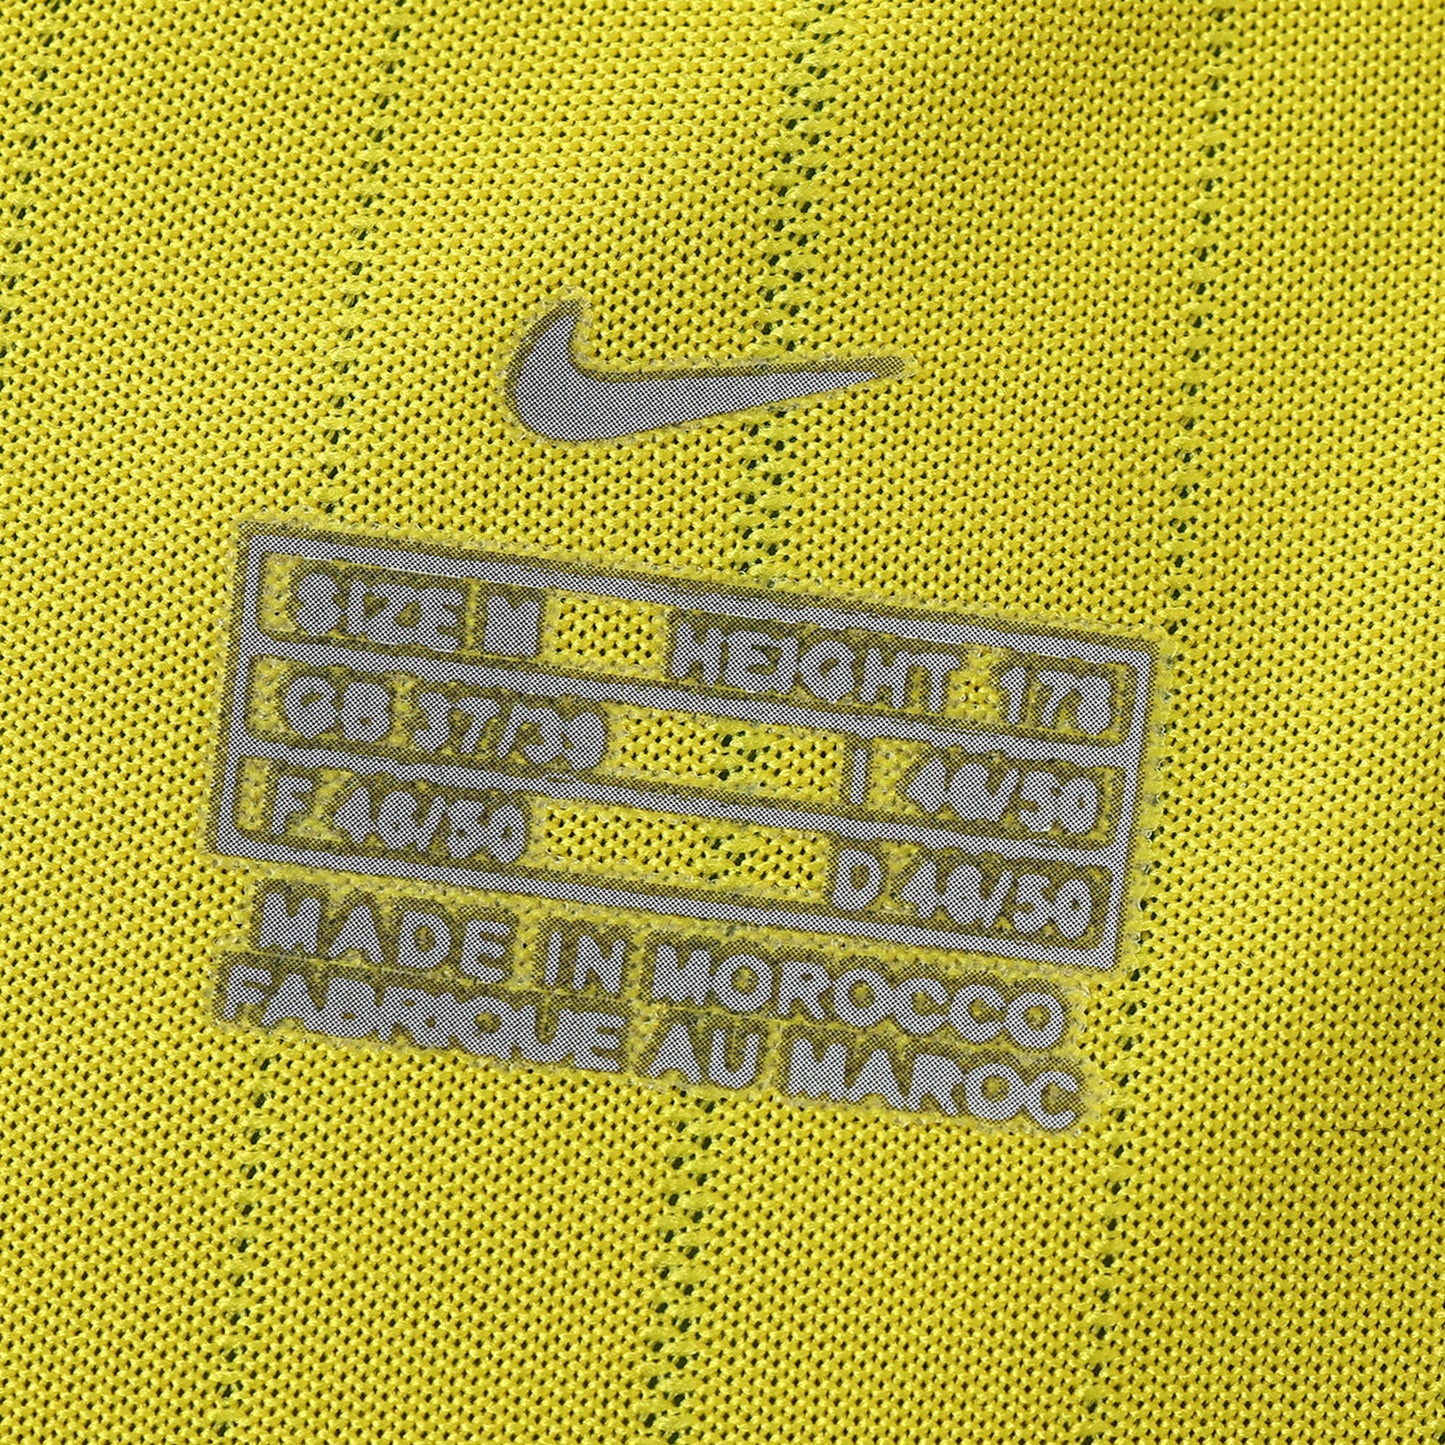 SIZE M HEIGHT 178
GB 37/39 I 48/50
F 48/50 D 48/50
MADE IN MOROCCO
FABRIQUE AU MAROC